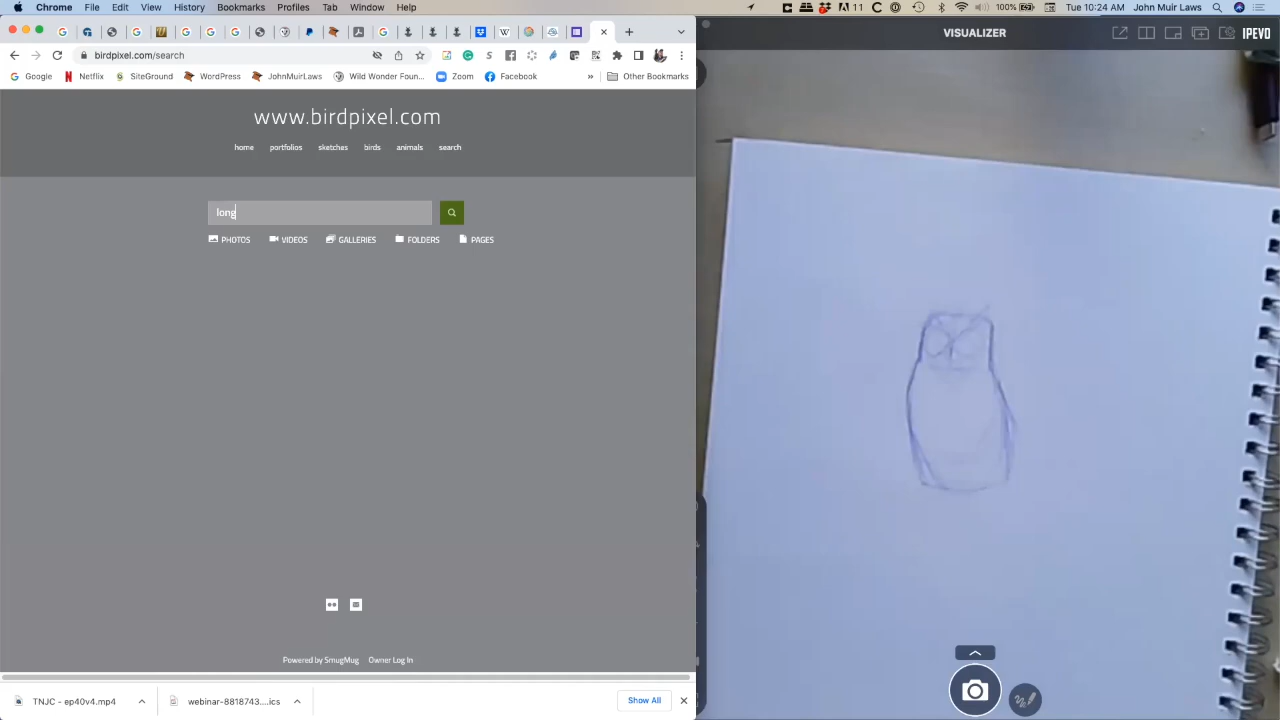 Chrome File Edit View History Bookmarks Profiles Tab Window Help
Tue 10:24 AM John Muir Laws
birdpixel.com/search
Google Netflix SiteGround WordPress JohnMuirLaws Wild Wonder Foun... Zoom Facebook » Other Bookmarks
www.birdpixel.com
home portfolios sketches birds animals search
long
PHOTOS VIDEOS GALLERIES FOLDERS PAGES
Powered by SmugMug Owner Log In
TNJC - ep40v4.mp4 webinar-8818743....ics Show All
VISUALIZER
IPEVO